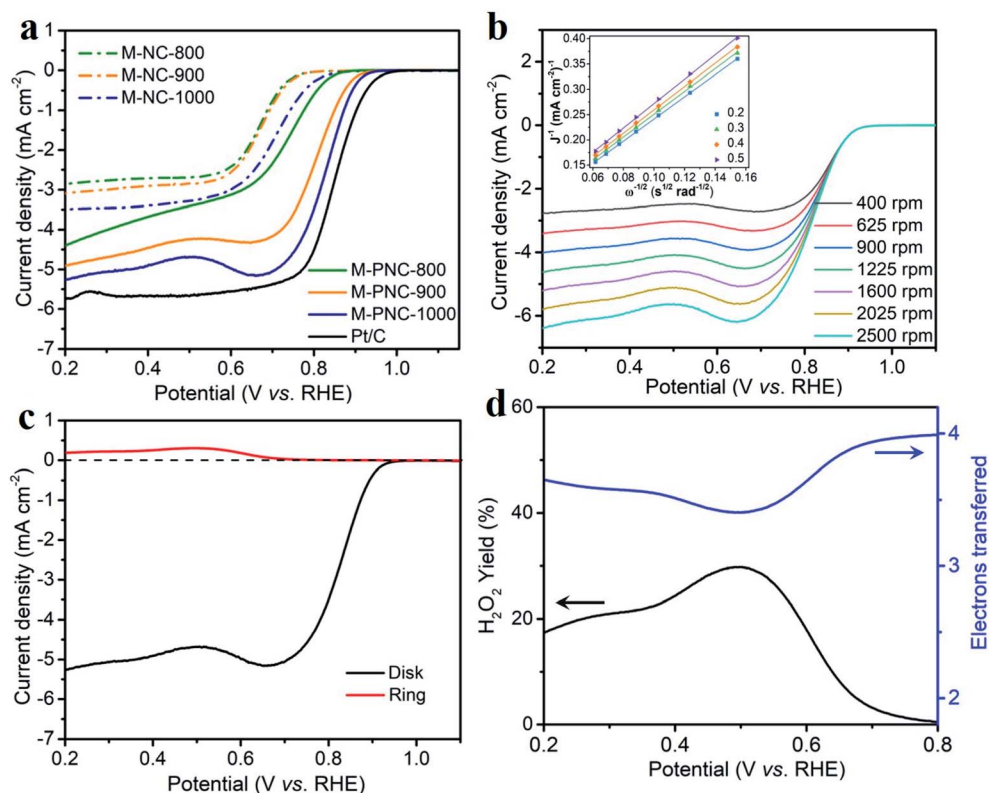 a
M-NC-800
M-NC-900
M-NC-1000
M-PNC-800
M-PNC-900
M-PNC-1000
Pt/C
1
0
-1
-2
-3
-4
-5
-6
-7
Current density (mA cm⁻²)
0.2 0.4 0.6 0.8 1.0
Potential (V vs. RHE)
b
2
0
-2
-4
-6
Current density (mA cm⁻²)
0.40
0.35
0.30
0.25
0.20
0.15
J⁻¹ (mA cm⁻²)⁻¹
0.2
0.3
0.4
0.5
0.06 0.08 0.10 0.12 0.14 0.16
ω⁻¹/² (s¹/² rad⁻¹/²)
400 rpm
625 rpm
900 rpm
1225 rpm
1600 rpm
2025 rpm
2500 rpm
0.2 0.4 0.6 0.8 1.0
Potential (V vs. RHE)
c
1
0
-1
-2
-3
-4
-5
-6
-7
Current density (mA cm⁻²)
Disk
Ring
0.2 0.4 0.6 0.8 1.0
Potential (V vs. RHE)
d
60
40
20
0
H₂O₂ Yield (%)
4
3
2
Electrons transferred
0.2 0.4 0.6 0.8
Potential (V vs. RHE)